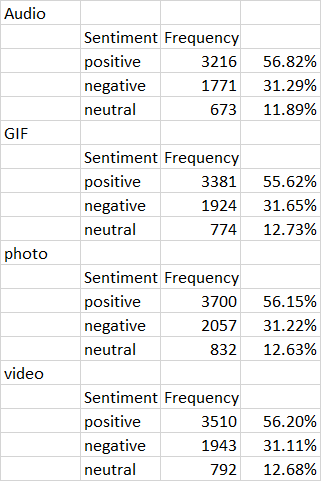 Audio
Sentiment Frequency
positive 3216 56.82%
negative 1771 31.29%
neutral 673 11.89%
GIF
Sentiment Frequency
positive 3381 55.62%
negative 1924 31.65%
neutral 774 12.73%
photo
Sentiment Frequency
positive 3700 56.15%
negative 2057 31.22%
neutral 832 12.63%
video
Sentiment Frequency
positive 3510 56.20%
negative 1943 31.11%
neutral 792 12.68%